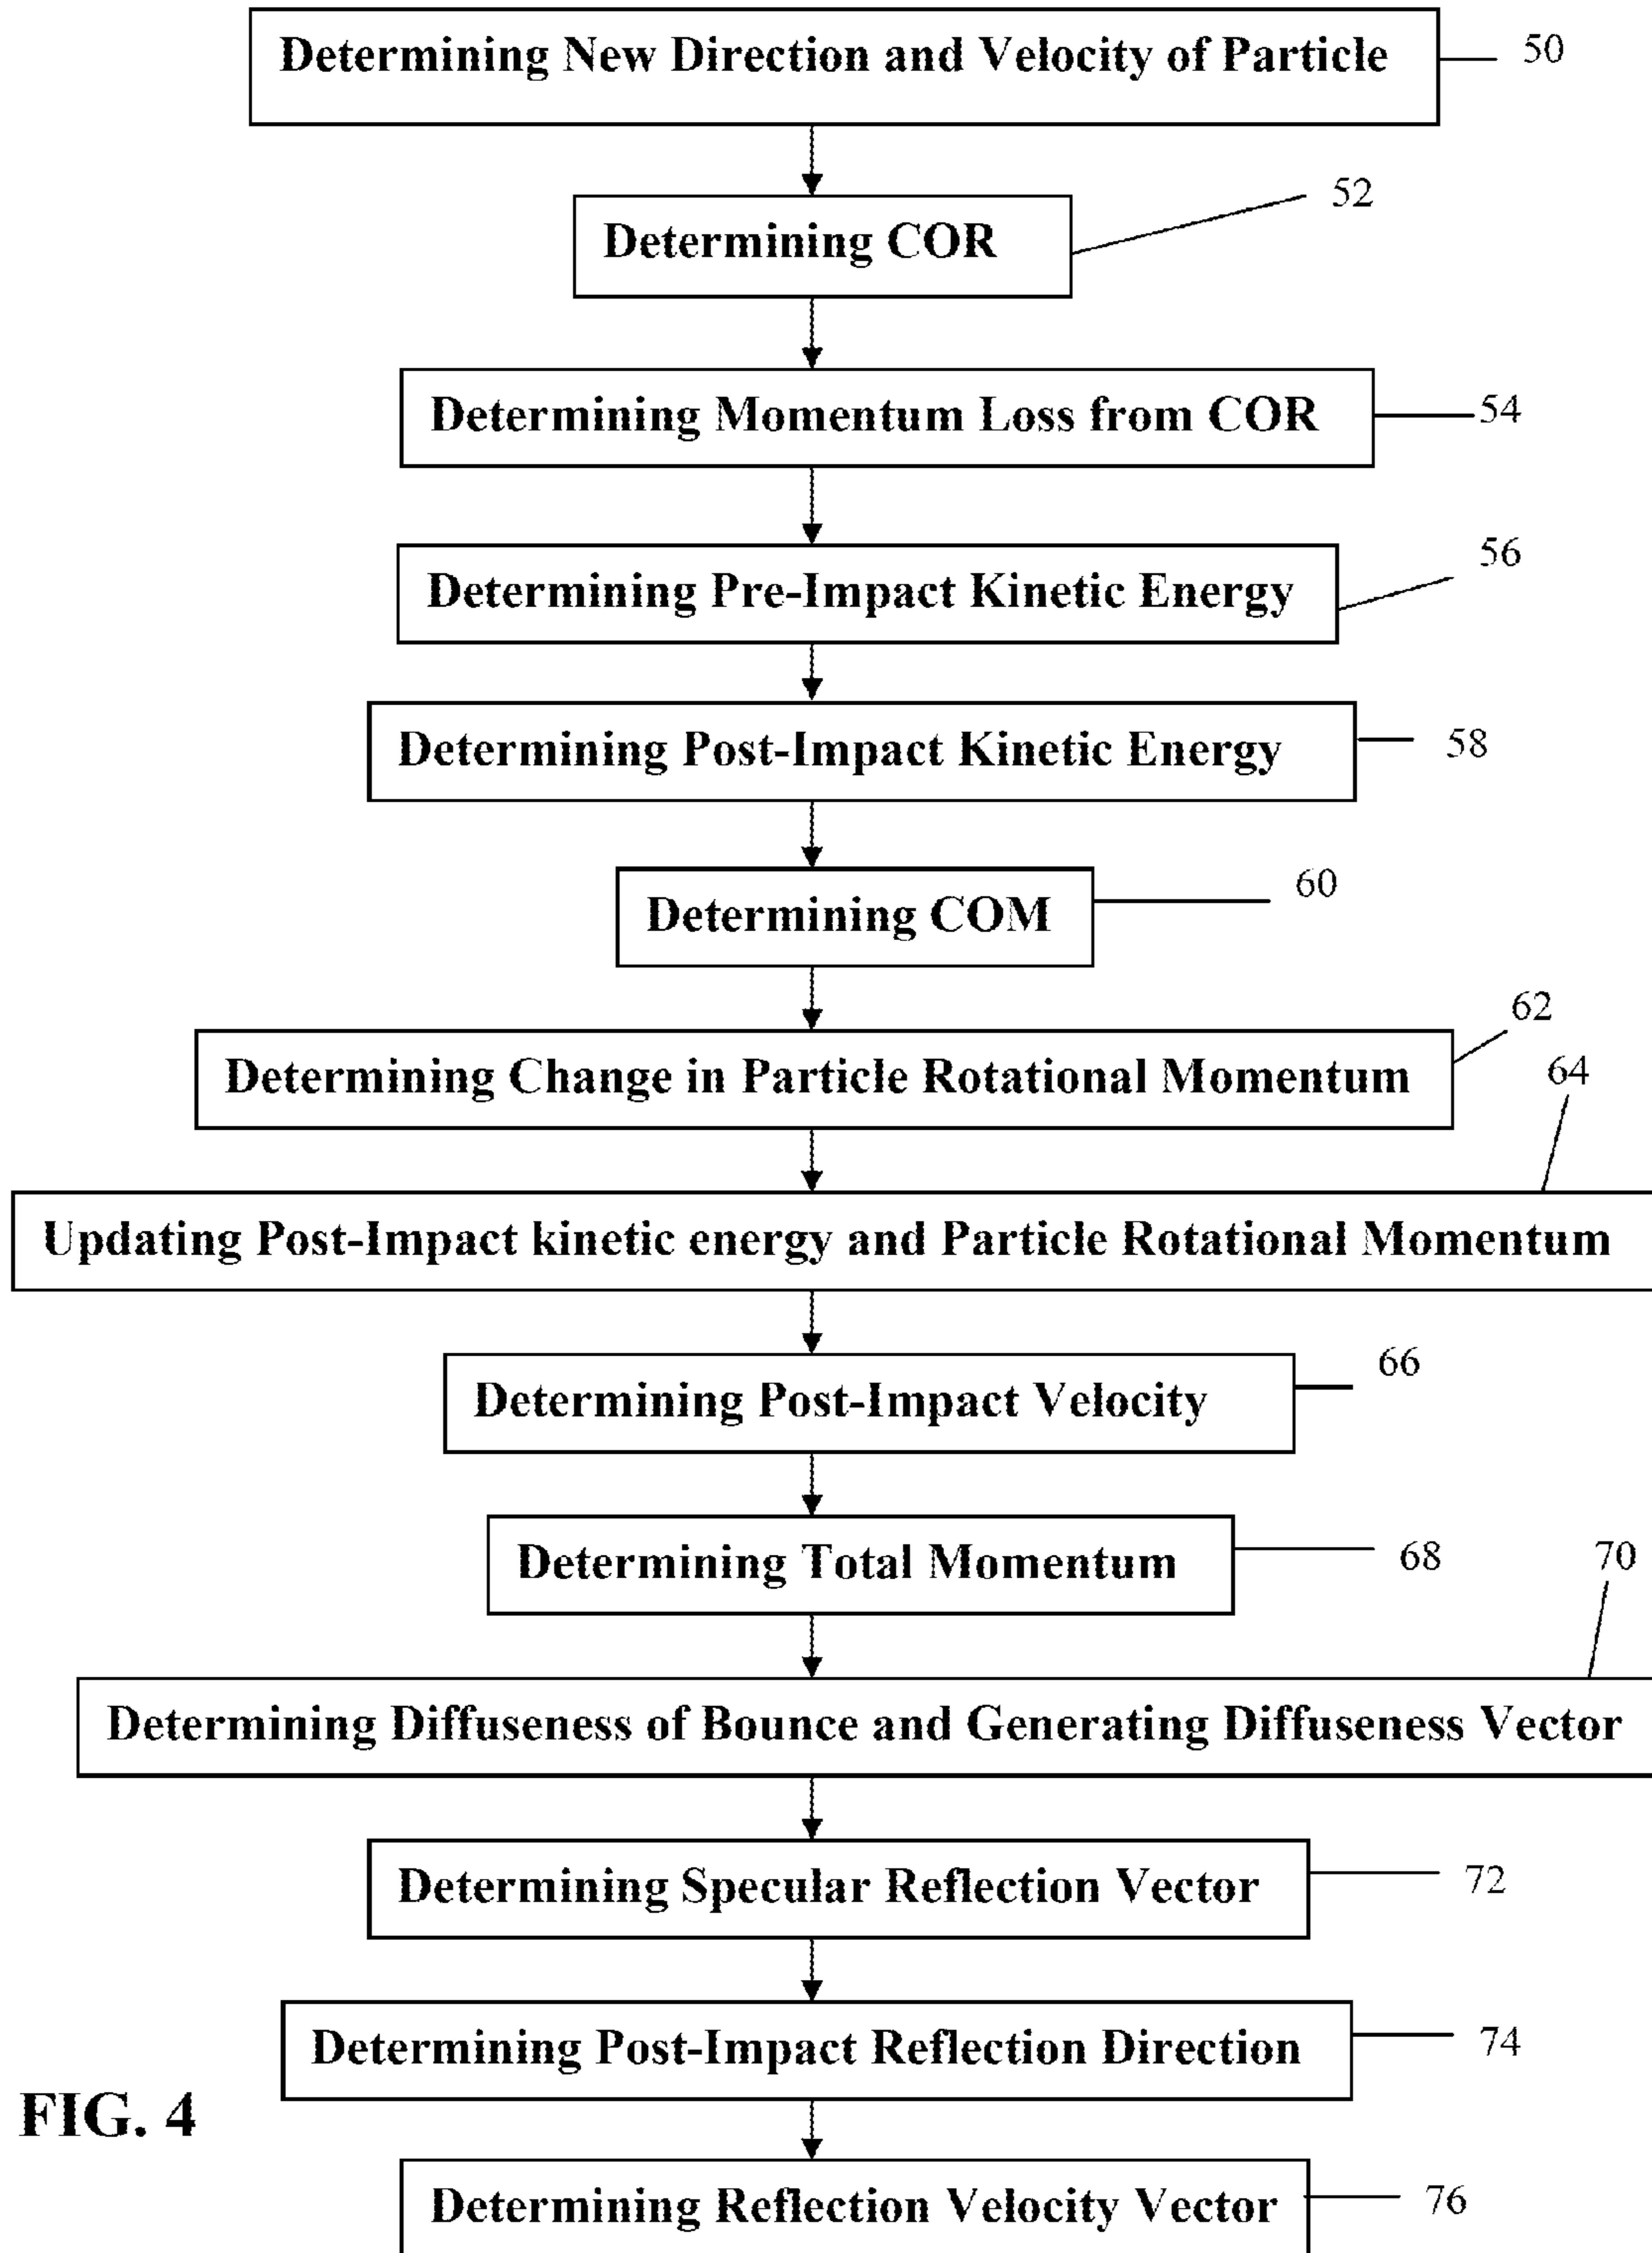 Determining New Direction and Velocity of Particle
50
Determining COR
52
Determining Momentum Loss from COR
54
Determining Pre-Impact Kinetic Energy
56
Determining Post-Impact Kinetic Energy
58
Determining COM
60
Determining Change in Particle Rotational Momentum
62
Updating Post-Impact kinetic energy and Particle Rotational Momentum
64
Determining Post-Impact Velocity
66
Determining Total Momentum
68
Determining Diffuseness of Bounce and Generating Diffuseness Vector
70
Determining Specular Reflection Vector
72
Determining Post-Impact Reflection Direction
74
FIG. 4
Determining Reflection Velocity Vector
76